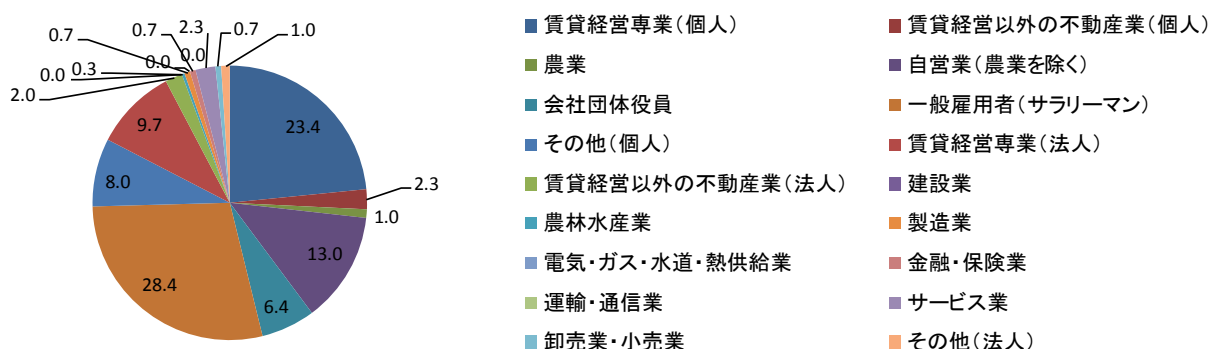 0.7
0.7
2.3
0.7
1.0
0.0
0.0
0.3
0.0
2.0
9.7
23.4
8.0
2.3
1.0
13.0
28.4
6.4
賃貸経営専業(個人)
賃貸経営以外の不動産業(個人)
農業
自営業(農業を除く)
会社団体役員
一般雇用者(サラリーマン)
その他(個人)
賃貸経営専業(法人)
賃貸経営以外の不動産業(法人)
建設業
農林水産業
製造業
電気・ガス・水道・熱供給業
金融・保険業
運輸・通信業
サービス業
卸売業・小売業
その他(法人)